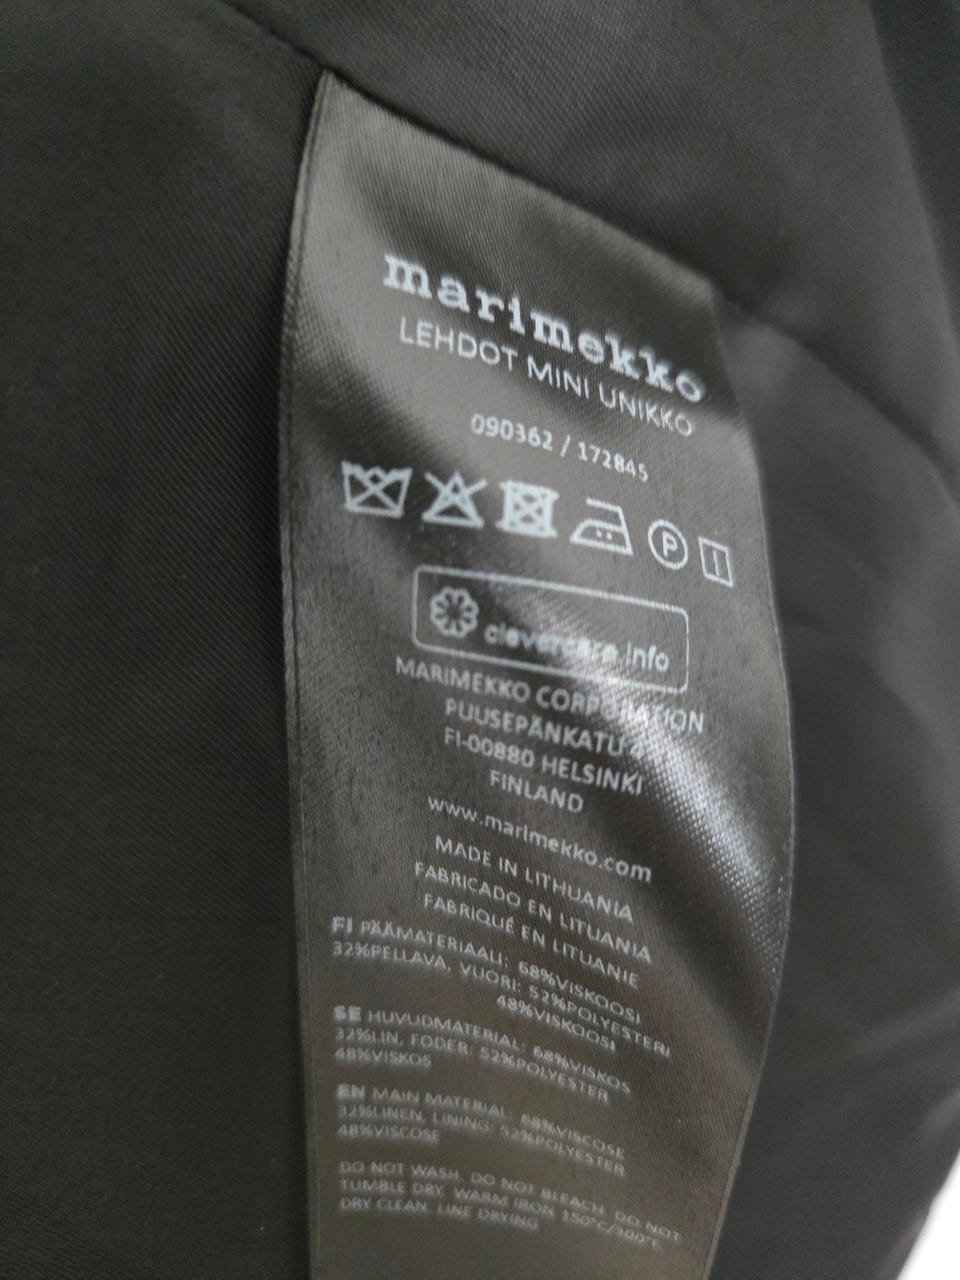 marimekko
LEHDOT MINI UNIKKO
090362 / 172845
P
clevercare.info
MARIMEKKO CORPORATION
PUUSEPÄNKATU 4
FI-00880 HELSINKI
FINLAND
www.marimekko.com
MADE IN LITHUANIA
FABRICADO EN LITUANIA
FABRIQUÉ EN LITUANIE
FI PÄÄMATERIAALI: 68%VISKOOSI
32%PELLAVA, VUORI: 52%POLYESTERI
48%VISKOOSI
SE HUVUDMATERIAL: 68%VISKOS
32%LIN, FODER: 52%POLYESTER
48%VISKOS
EN MAIN MATERIAL: 68%VISCOSE
32%LINEN, LINING: 52%POLYESTER
48%VISCOSE
DO NOT WASH. DO NOT BLEACH. DO NOT
TUMBLE DRY. WARM IRON 150°C/300°F.
DRY CLEAN. LINE DRYING